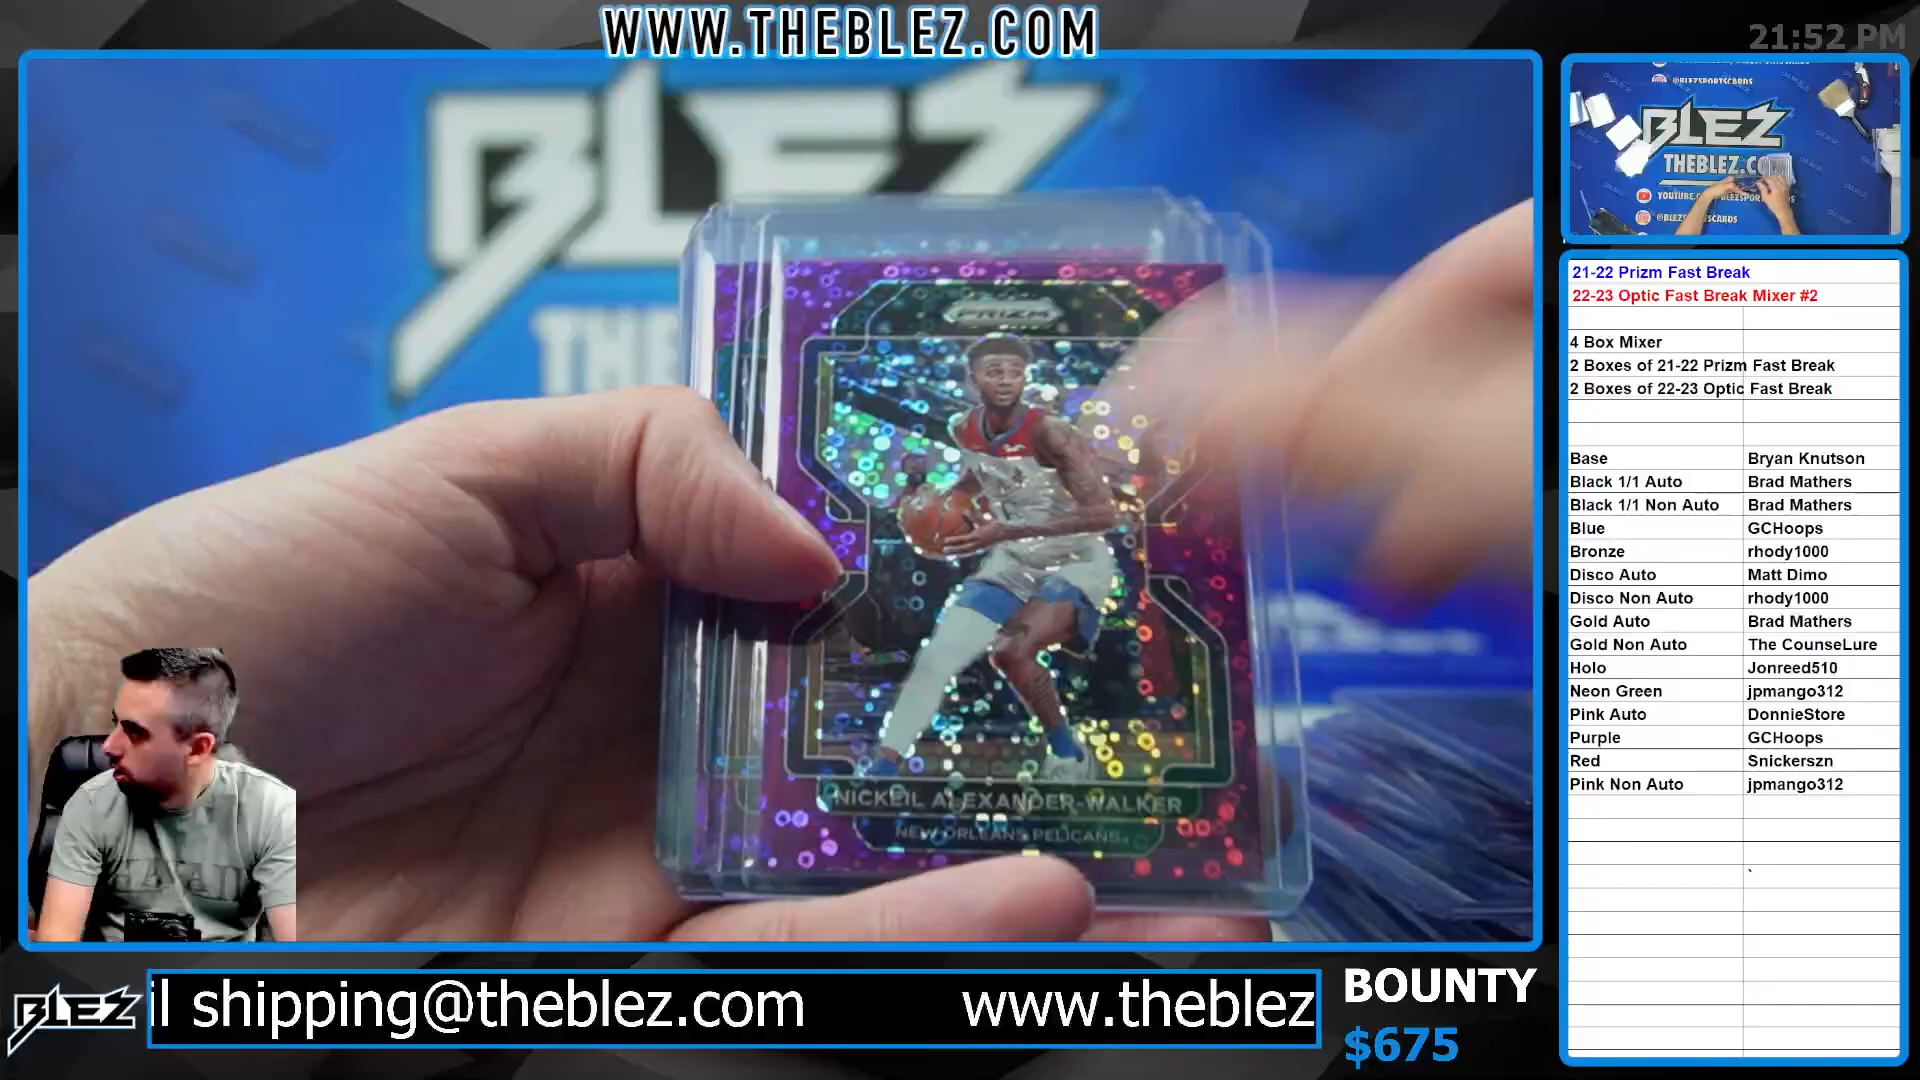 WWW.THEBLEZ.COM
21:52 PM
BLEZ
THE
PRIZM
NICKEIL ALEXANDER-WALKER
NEW ORLEANS PELICANS
@BLEZSPORTSCARDS
BLEZ
THEBLEZ.CO
YOUTUBE.C
BLEZSPOR
21-22 Prizm Fast Break
22-23 Optic Fast Break Mixer #2
4 Box Mixer
2 Boxes of 21-22 Prizm Fast Break
2 Boxes of 22-23 Optic Fast Break
Base Bryan Knutson
Black 1/1 Auto Brad Mathers
Black 1/1 Non Auto Brad Mathers
Blue GCHoops
Bronze rhody1000
Disco Auto Matt Dimo
Disco Non Auto rhody1000
Gold Auto Brad Mathers
Gold Non Auto The CounseLure
Holo Jonreed510
Neon Green jpmango312
Pink Auto DonnieStore
Purple GCHoops
Red Snickerszn
Pink Non Auto jpmango312
`
BLEZ
il shipping@theblez.com www.theblez
BOUNTY
$675